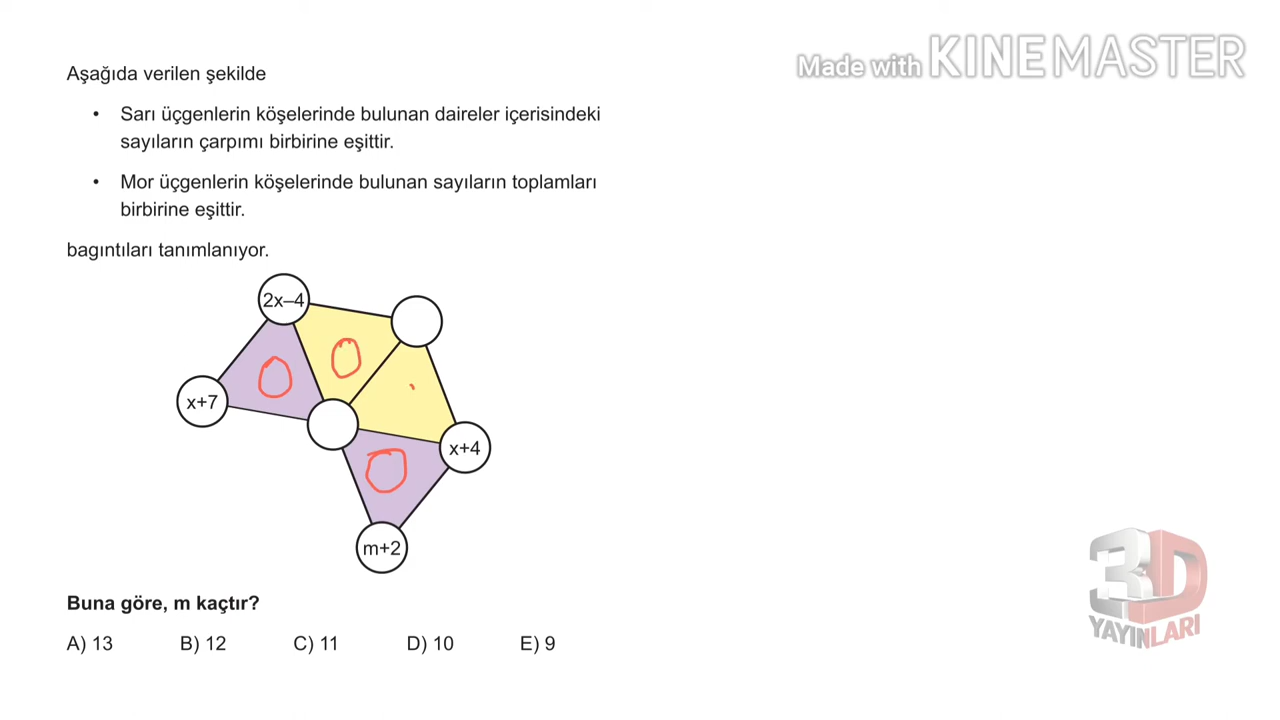 Made with KINEMASTER
Aşağıda verilen şekilde
• Sarı üçgenlerin köşelerinde bulunan daireler içerisindeki
sayıların çarpımı birbirine eşittir.
• Mor üçgenlerin köşelerinde bulunan sayıların toplamları
birbirine eşittir.
bagıntıları tanımlanıyor.
2x–4
x+7
x+4
m+2
Buna göre, m kaçtır?
A) 13 B) 12 C) 11 D) 10 E) 9
3D
YAYINLARI